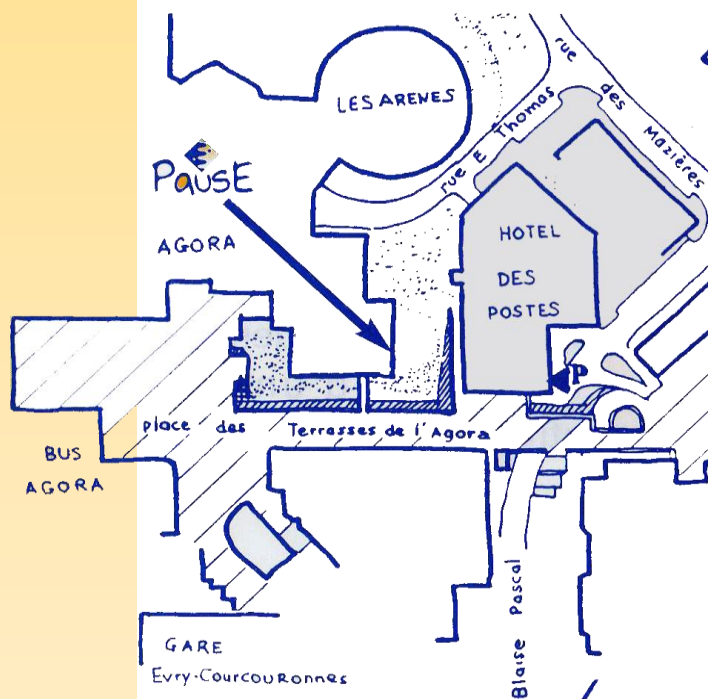 LES ARENES
rue E Thomas
rue des Mazières
PaUSE
AGORA
HOTEL
DES
POSTES
P
place des Terrasses de l'Agora
BUS
AGORA
Blaise Pascal
GARE
Evry-CourcouRonnes